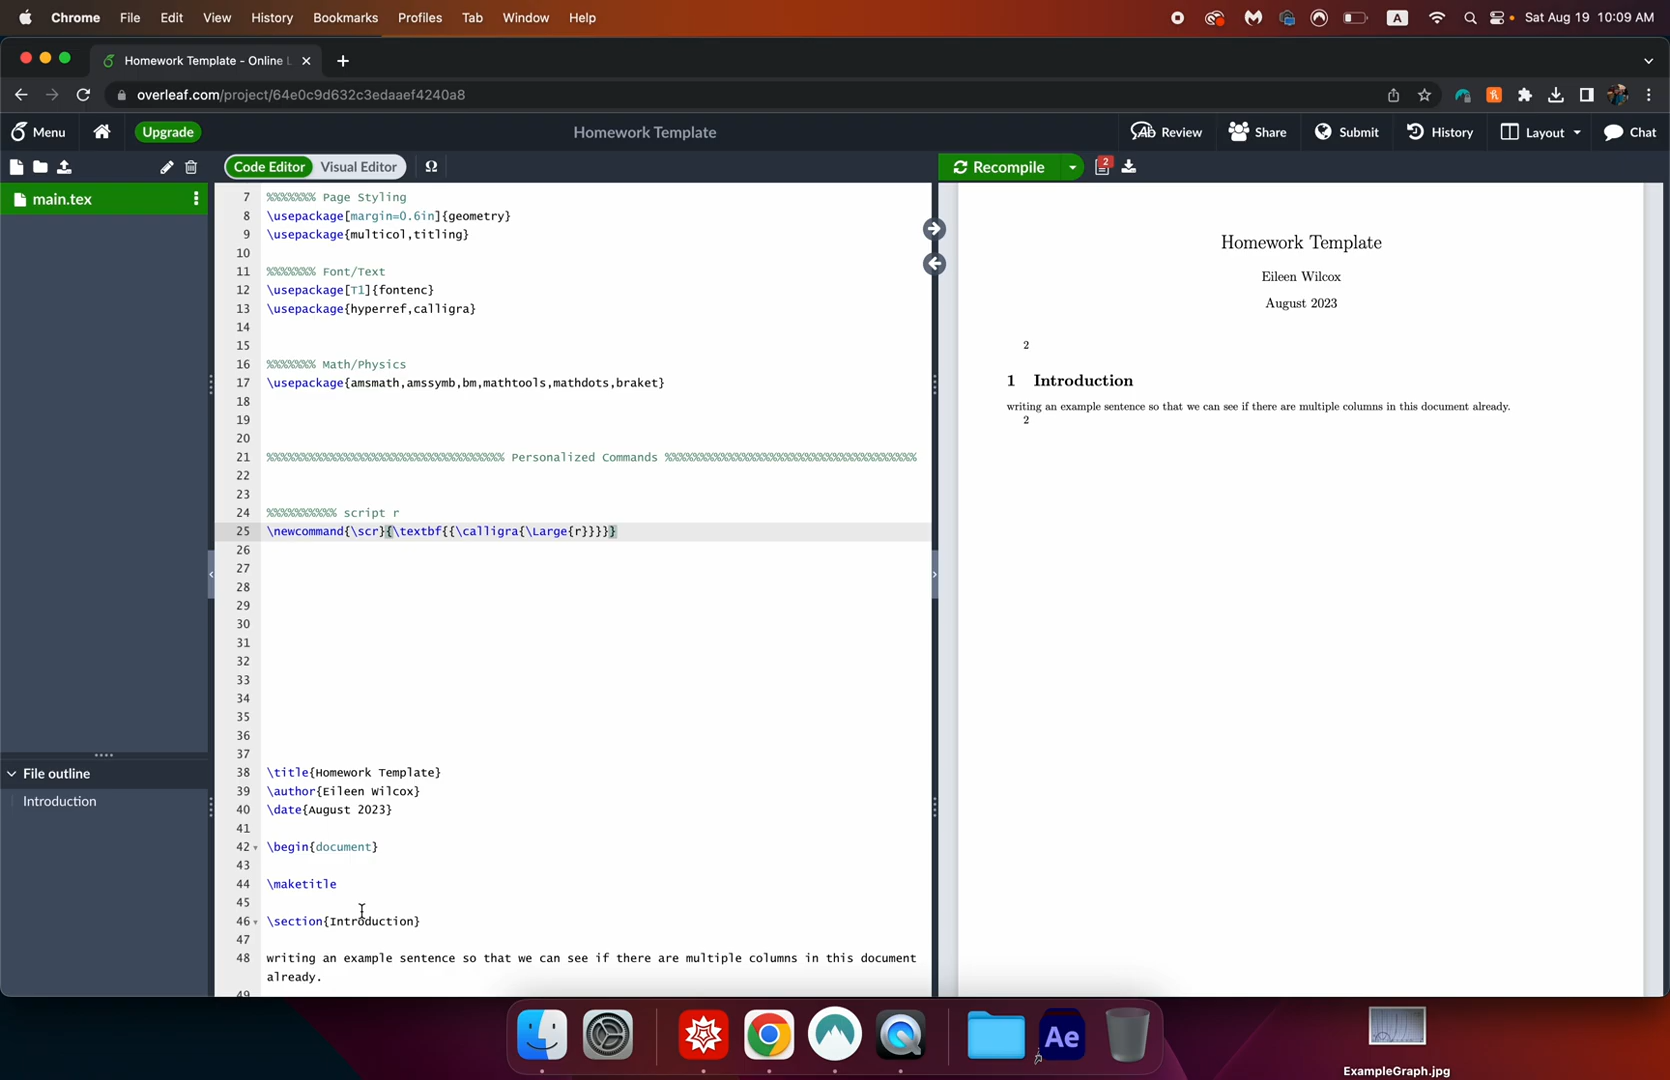 Chrome File Edit View History Bookmarks Profiles Tab Window Help A Sat Aug 19 10:09 AM
Homework Template - Online L
overleaf.com/project/64e0c9d632c3edaaef4240a8
Menu Upgrade Homework Template Review Share Submit History Layout Chat
Code Editor Visual Editor Ω Recompile 2
main.tex
7 %%%%%%% Page Styling
8 \usepackage[margin=0.6in]{geometry}
9 \usepackage{multicol,titling}
10
11 %%%%%%% Font/Text
12 \usepackage[T1]{fontenc}
13 \usepackage{hyperref,calligra}
14
15
16 %%%%%%% Math/Physics
17 \usepackage{amsmath,amssymb,bm,mathtools,mathdots,braket}
18
19
20
21 %%%%%%%%%%%%%%%%%%%%%%%%%%%%%%%%%% Personalized Commands %%%%%%%%%%%%%%%%%%%%%%%%%%%%%%%%%%%%
22
23
24 %%%%%%%%%% script r
25 \newcommand{\scr}{\textbf{{\calligra{\Large{r}}}}}
26
27
28
29
30
31
32
33
34
35
36
37
38 \title{Homework Template}
39 \author{Eileen Wilcox}
40 \date{August 2023}
41
42 \begin{document}
43
44 \maketitle
45
46 \section{Introduction}
47
48 writing an example sentence so that we can see if there are multiple columns in this document
already.
49
File outline
Introduction
Homework Template
Eileen Wilcox
August 2023
2
1 Introduction
writing an example sentence so that we can see if there are multiple columns in this document already.
2
Ae
ExampleGraph.jpg